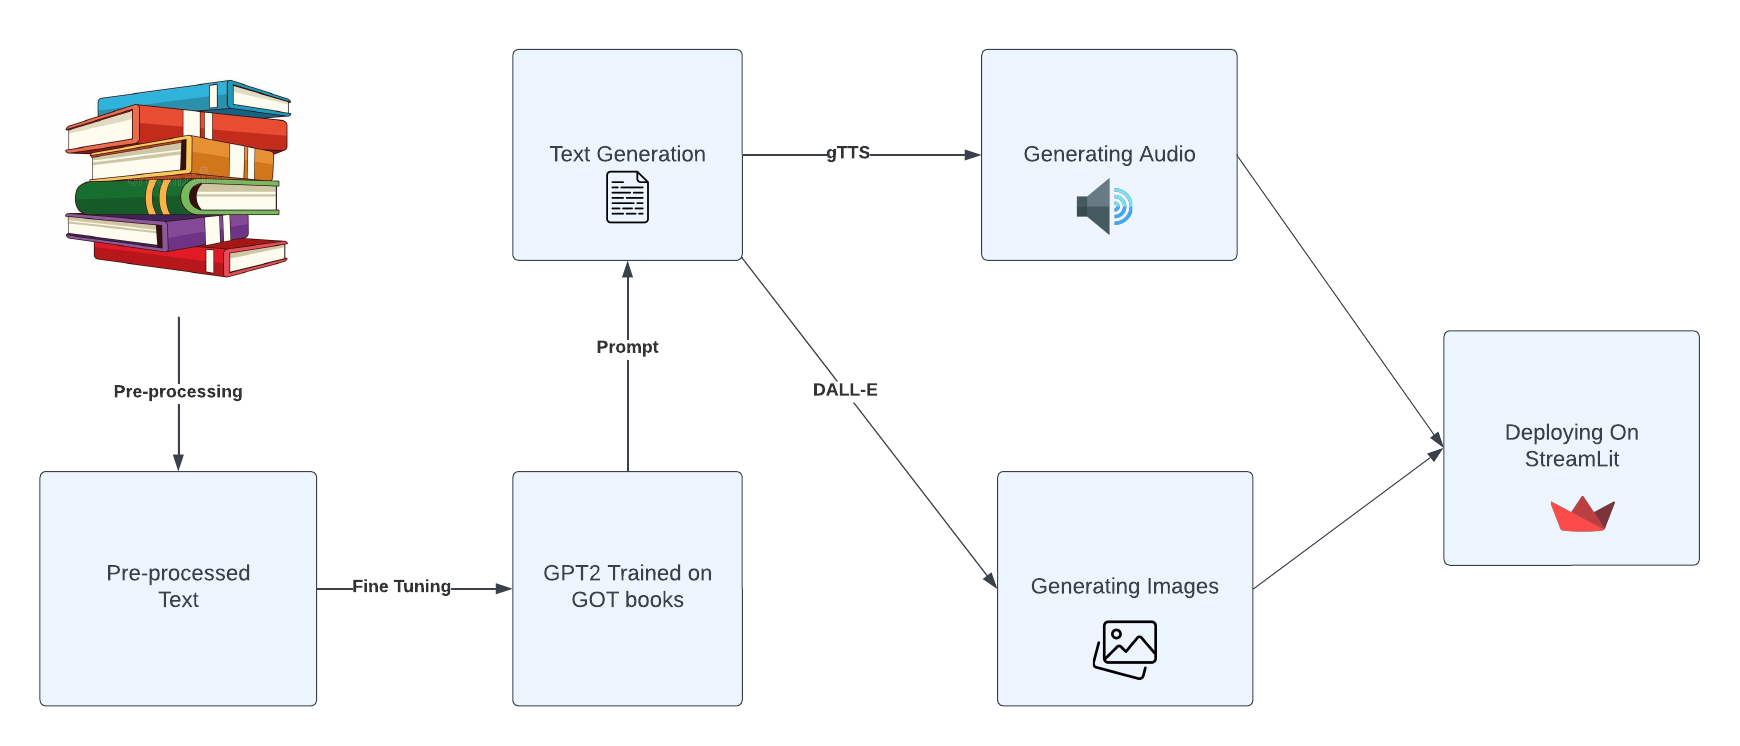 Text Generation
gTTS
Generating Audio
Prompt
Pre-processing
DALL-E
Deploying On
StreamLit
Pre-processed
Text
Fine Tuning
GPT2 Trained on
GOT books
Generating Images